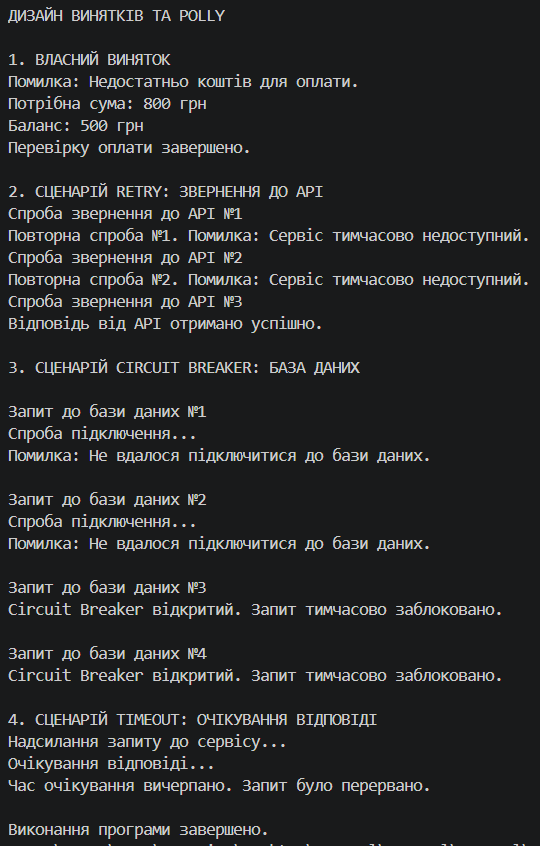 ДИЗАЙН ВИНЯТКІВ ТА POLLY
1. ВЛАСНИЙ ВИНЯТОК
Помилка: Недостатньо коштів для оплати.
Потрібна сума: 800 грн
Баланс: 500 грн
Перевірку оплати завершено.
2. СЦЕНАРІЙ RETRY: ЗВЕРНЕННЯ ДО API
Спроба звернення до API №1
Повторна спроба №1. Помилка: Сервіс тимчасово недоступний.
Спроба звернення до API №2
Повторна спроба №2. Помилка: Сервіс тимчасово недоступний.
Спроба звернення до API №3
Відповідь від API отримано успішно.
3. СЦЕНАРІЙ CIRCUIT BREAKER: БАЗА ДАНИХ
Запит до бази даних №1
Спроба підключення...
Помилка: Не вдалося підключитися до бази даних.
Запит до бази даних №2
Спроба підключення...
Помилка: Не вдалося підключитися до бази даних.
Запит до бази даних №3
Circuit Breaker відкритий. Запит тимчасово заблоковано.
Запит до бази даних №4
Circuit Breaker відкритий. Запит тимчасово заблоковано.
4. СЦЕНАРІЙ TIMEOUT: ОЧІКУВАННЯ ВІДПОВІДІ
Надсилання запиту до сервісу...
Очікування відповіді...
Час очікування вичерпано. Запит було перервано.
Виконання програми завершено.